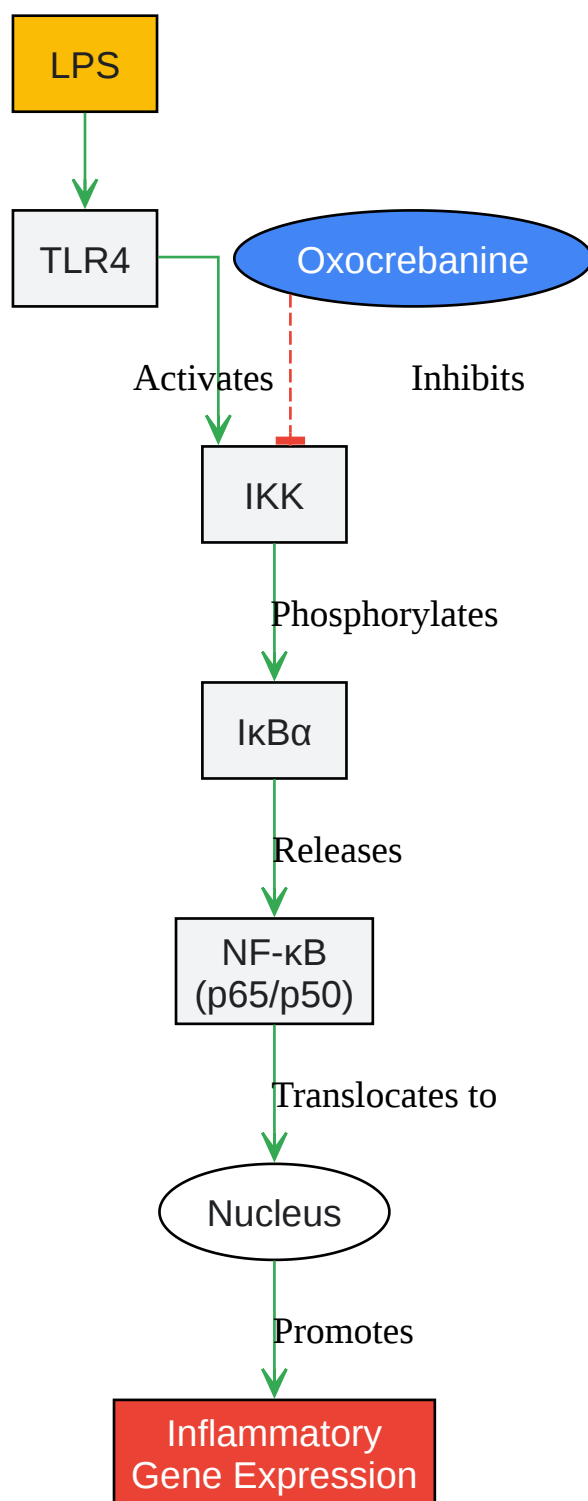 LPS
TLR4
Oxocrebanine
Activates
Inhibits
IKK
Phosphorylates
IκBα
Releases
NF-κB
(p65/p50)
Translocates to
Nucleus
Promotes
Inflammatory
Gene Expression